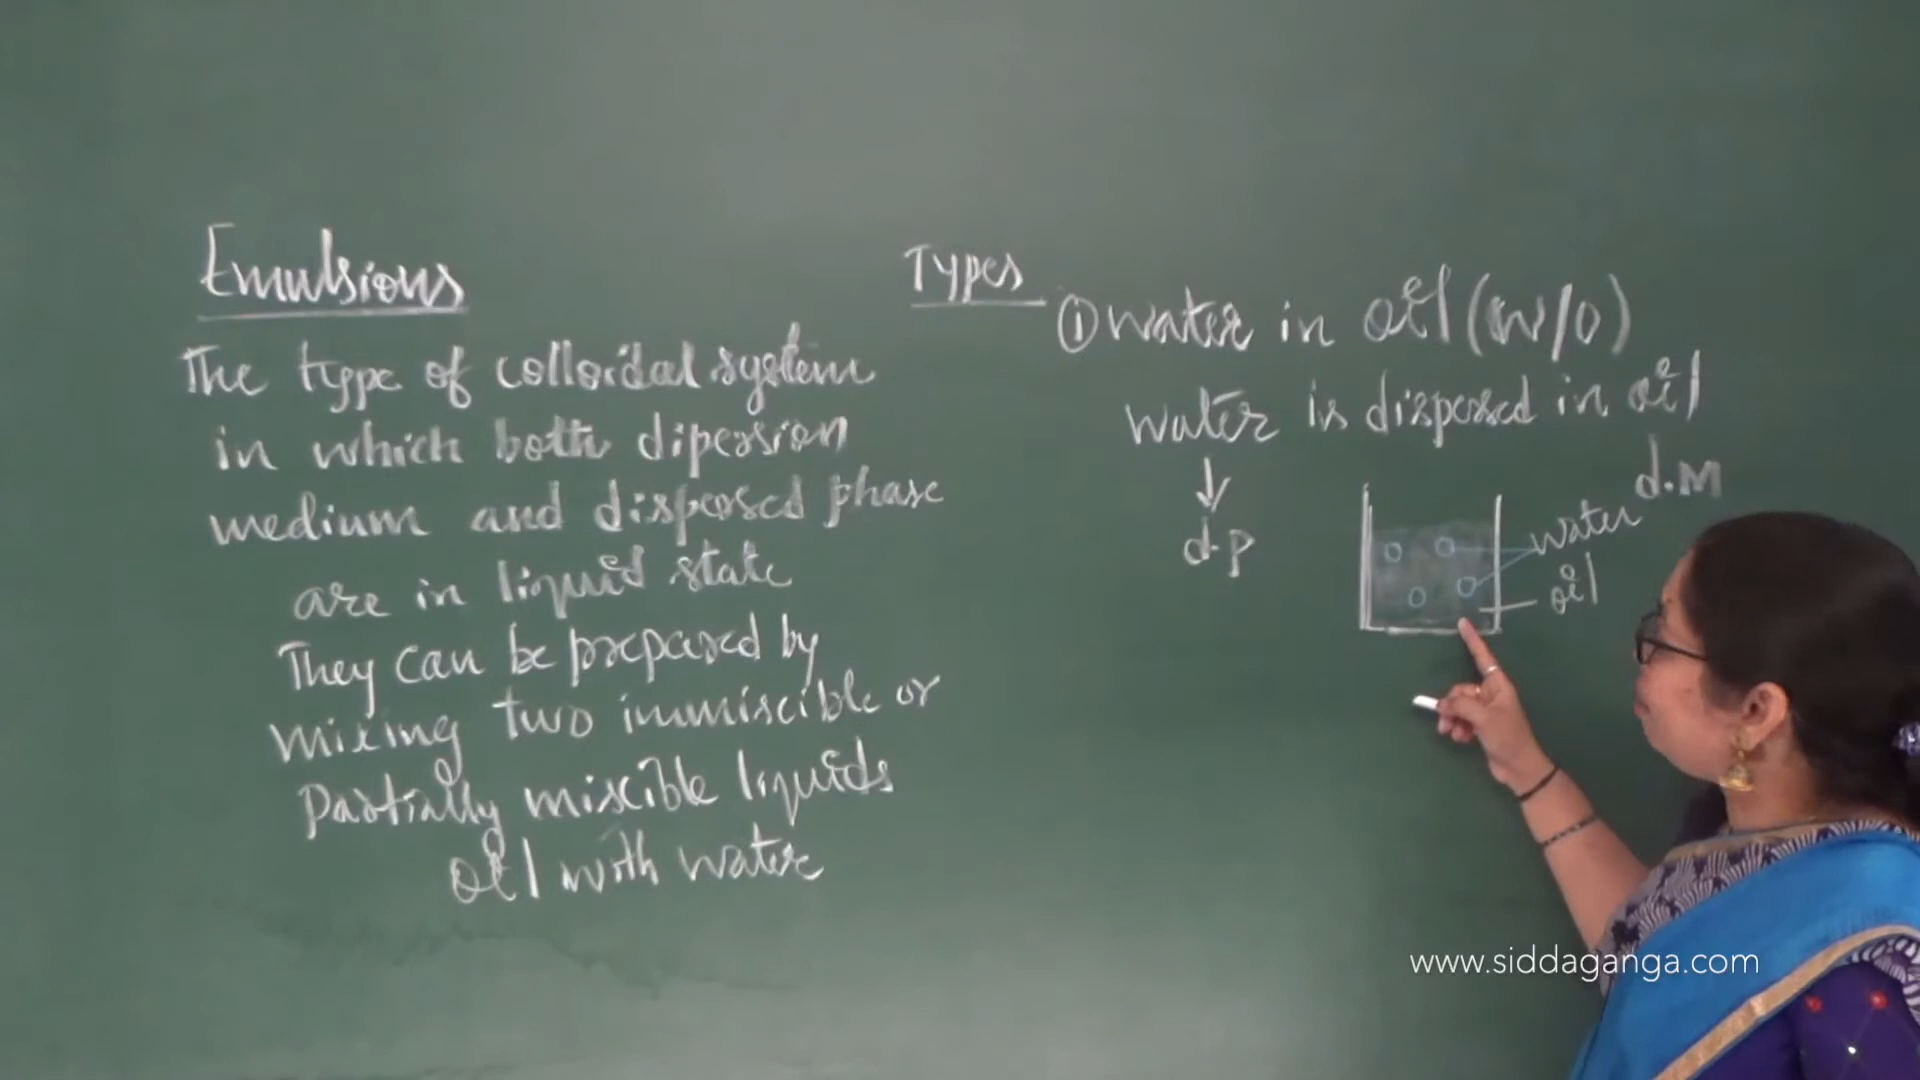 Emulsions
The type of colloidal system
in which both dipersion
medium and dispersed phase
are in liquid state
They can be prepared by
mixing two immiscible or
partially miscible liquids
oil with water
Types
① water in oil (w/o)
water is dispersed in oil
d.p
d.M
water
oil
www.siddaganga.com